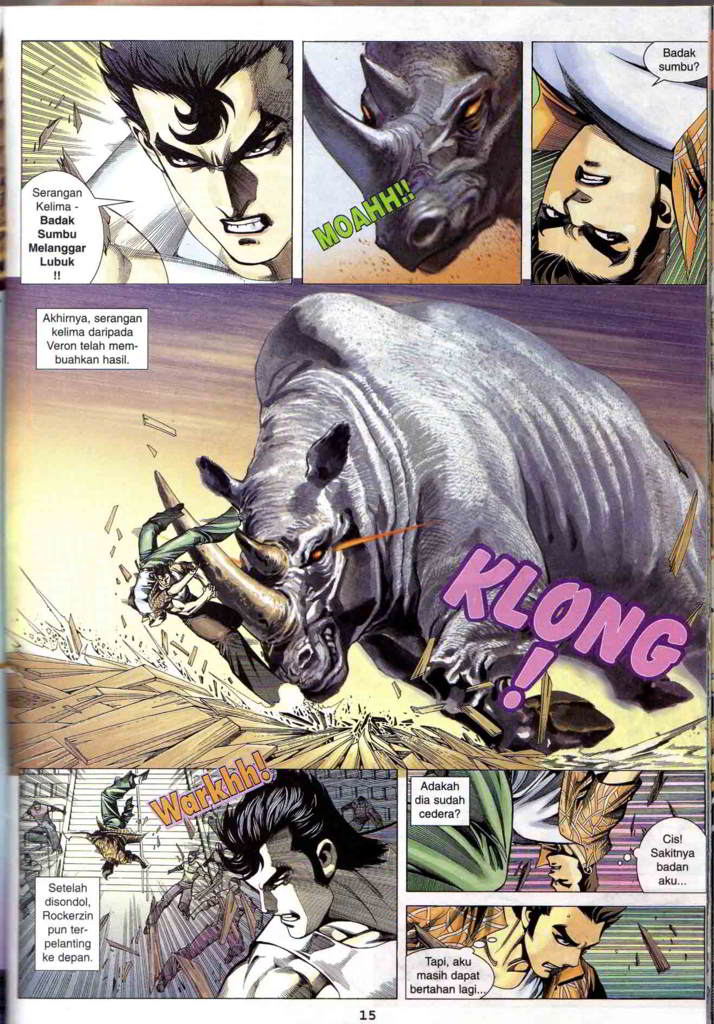 Serangan
Kelima -
Badak
Sumbu
Melanggar
Lubuk
!!
MOAHH!!
Badak
sumbu?
Akhirnya, serangan
kelima daripada
Veron telah mem-
buahkan hasil.
KLONG
!
Warkhh!
Setelah
disondol,
Rockerzin
pun ter-
pelanting
ke depan.
Adakah
dia sudah
cedera?
Cis!
Sakitnya
badan
aku...
Tapi, aku
masih dapat
bertahan lagi...
15